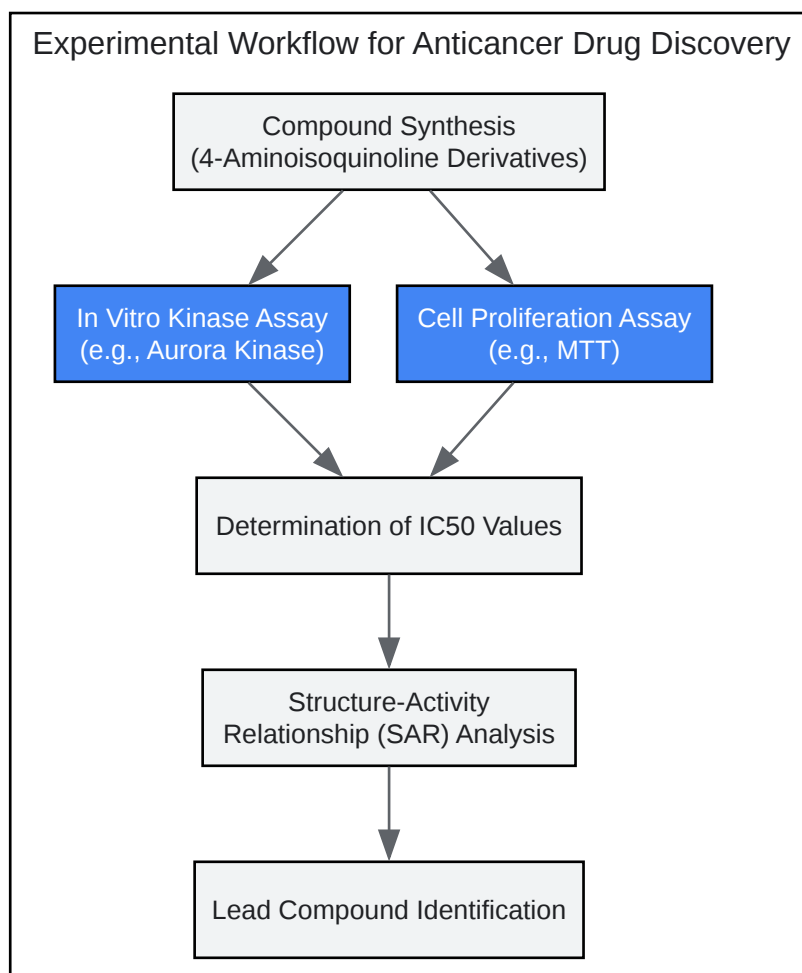 Experimental Workflow for Anticancer Drug Discovery
Compound Synthesis
(4-Aminoisoquinoline Derivatives)
In Vitro Kinase Assay
(e.g., Aurora Kinase)
Cell Proliferation Assay
(e.g., MTT)
Determination of IC50 Values
Structure-Activity
Relationship (SAR) Analysis
Lead Compound Identification